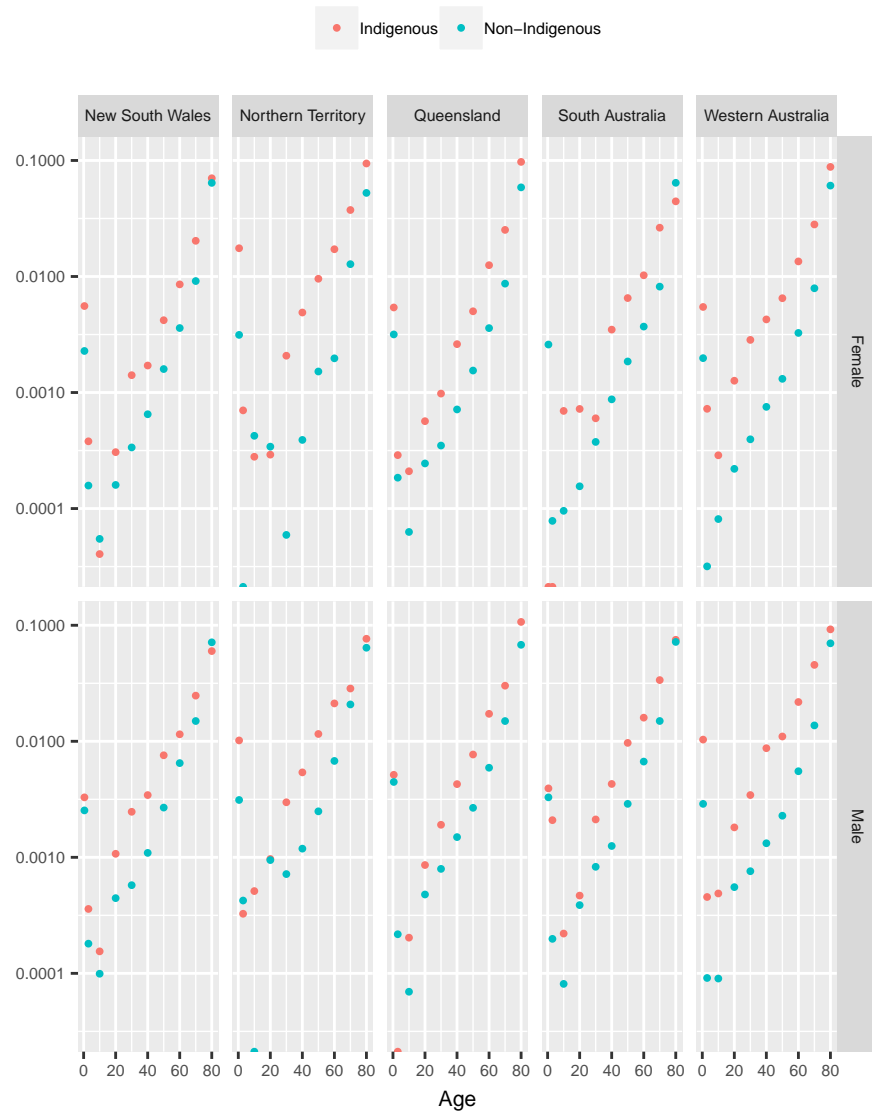 Indigenous Non−Indigenous
New South Wales Northern Territory Queensland South Australia Western Australia
0.1000
0.0100
0.0010
0.0001
Female
0.1000
0.0100
0.0010
0.0001
Male
0 20 40 60 80 0 20 40 60 80 0 20 40 60 80 0 20 40 60 80 0 20 40 60 80
Age